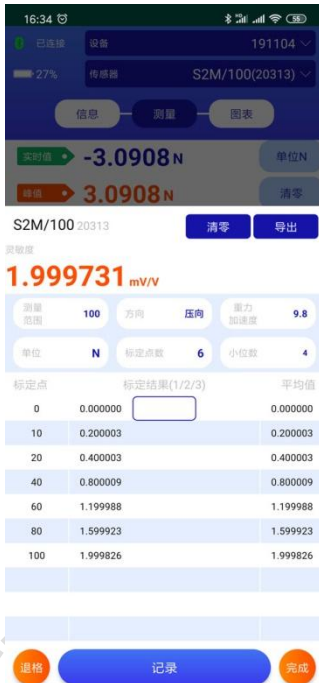 16:34 55
已连接 设备 191104
27% 传感器 S2M/100(20313)
信息 测量 图表
实时值 -3.0908 N 单位N
峰值 3.0908 N 清零
S2M/100 20313 清零 导出
灵敏度
1.999731 mV/V
测量范围 100 方向 压向 重力加速度 9.8
单位 N 标定点数 6 小位数 4
标定点 标定结果(1/2/3) 平均值
0 0.000000 0.000000
10 0.200003 0.200003
20 0.400003 0.400003
40 0.800009 0.800009
60 1.199988 1.199988
80 1.599923 1.599923
100 1.999826 1.999826
退格 记录 完成